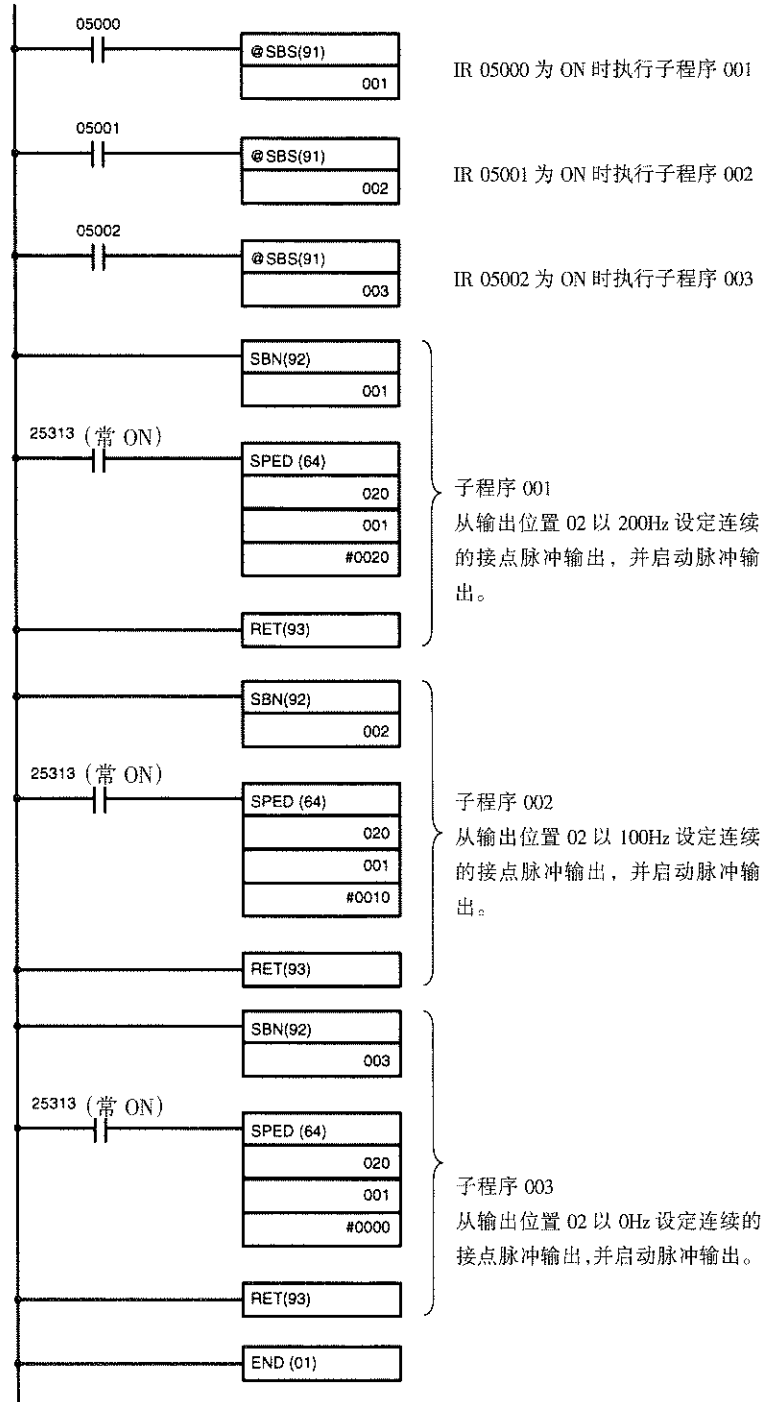 05000
@SBS(91)
001
IR 05000 为 ON 时执行子程序 001
05001
@SBS(91)
002
IR 05001 为 ON 时执行子程序 002
05002
@SBS(91)
003
IR 05002 为 ON 时执行子程序 003
SBN(92)
001
25313 (常 ON)
SPED (64)
020
001
#0020
RET(93)
子程序 001
从输出位置 02 以 200Hz 设定连续
的接点脉冲输出，并启动脉冲输
出。
SBN(92)
002
25313 (常 ON)
SPED (64)
020
001
#0010
RET(93)
子程序 002
从输出位置 02 以 100Hz 设定连续
的接点脉冲输出，并启动脉冲输
出。
SBN(92)
003
25313 (常 ON)
SPED (64)
020
001
#0000
RET(93)
子程序 003
从输出位置 02 以 0Hz 设定连续的
接点脉冲输出,并启动脉冲输出。
END (01)